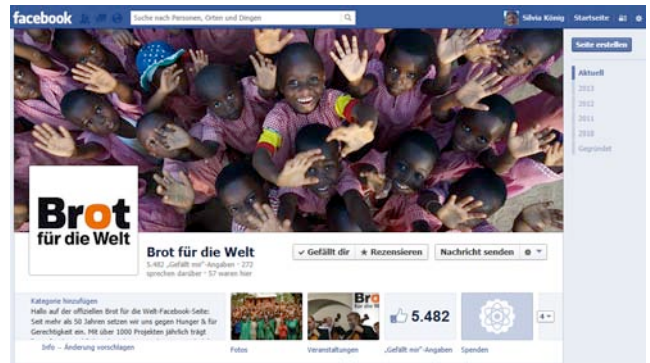 facebook
Suche nach Personen, Orten und Dingen
Silvia König Startseite
Seite erstellen
Aktuell
2013
2012
2011
2010
Gegründet
Brot
für die Welt
Brot für die Welt
5.482 „Gefällt mir“-Angaben · 272
sprechen darüber · 57 waren hier
Gefällt dir
Rezensieren
Nachricht senden
Kategorie hinzufügen
Hallo auf der offiziellen Brot für die Welt-Facebook-Seite:
Seit mehr als 50 Jahren setzen wir uns gegen Hunger & für
Gerechtigkeit ein. Mit über 1000 Projekten jährlich trägt
Info – Änderung vorschlagen
Fotos
Bro
Veranstaltungen
5.482
„Gefällt mir“-Angaben
Spenden
4